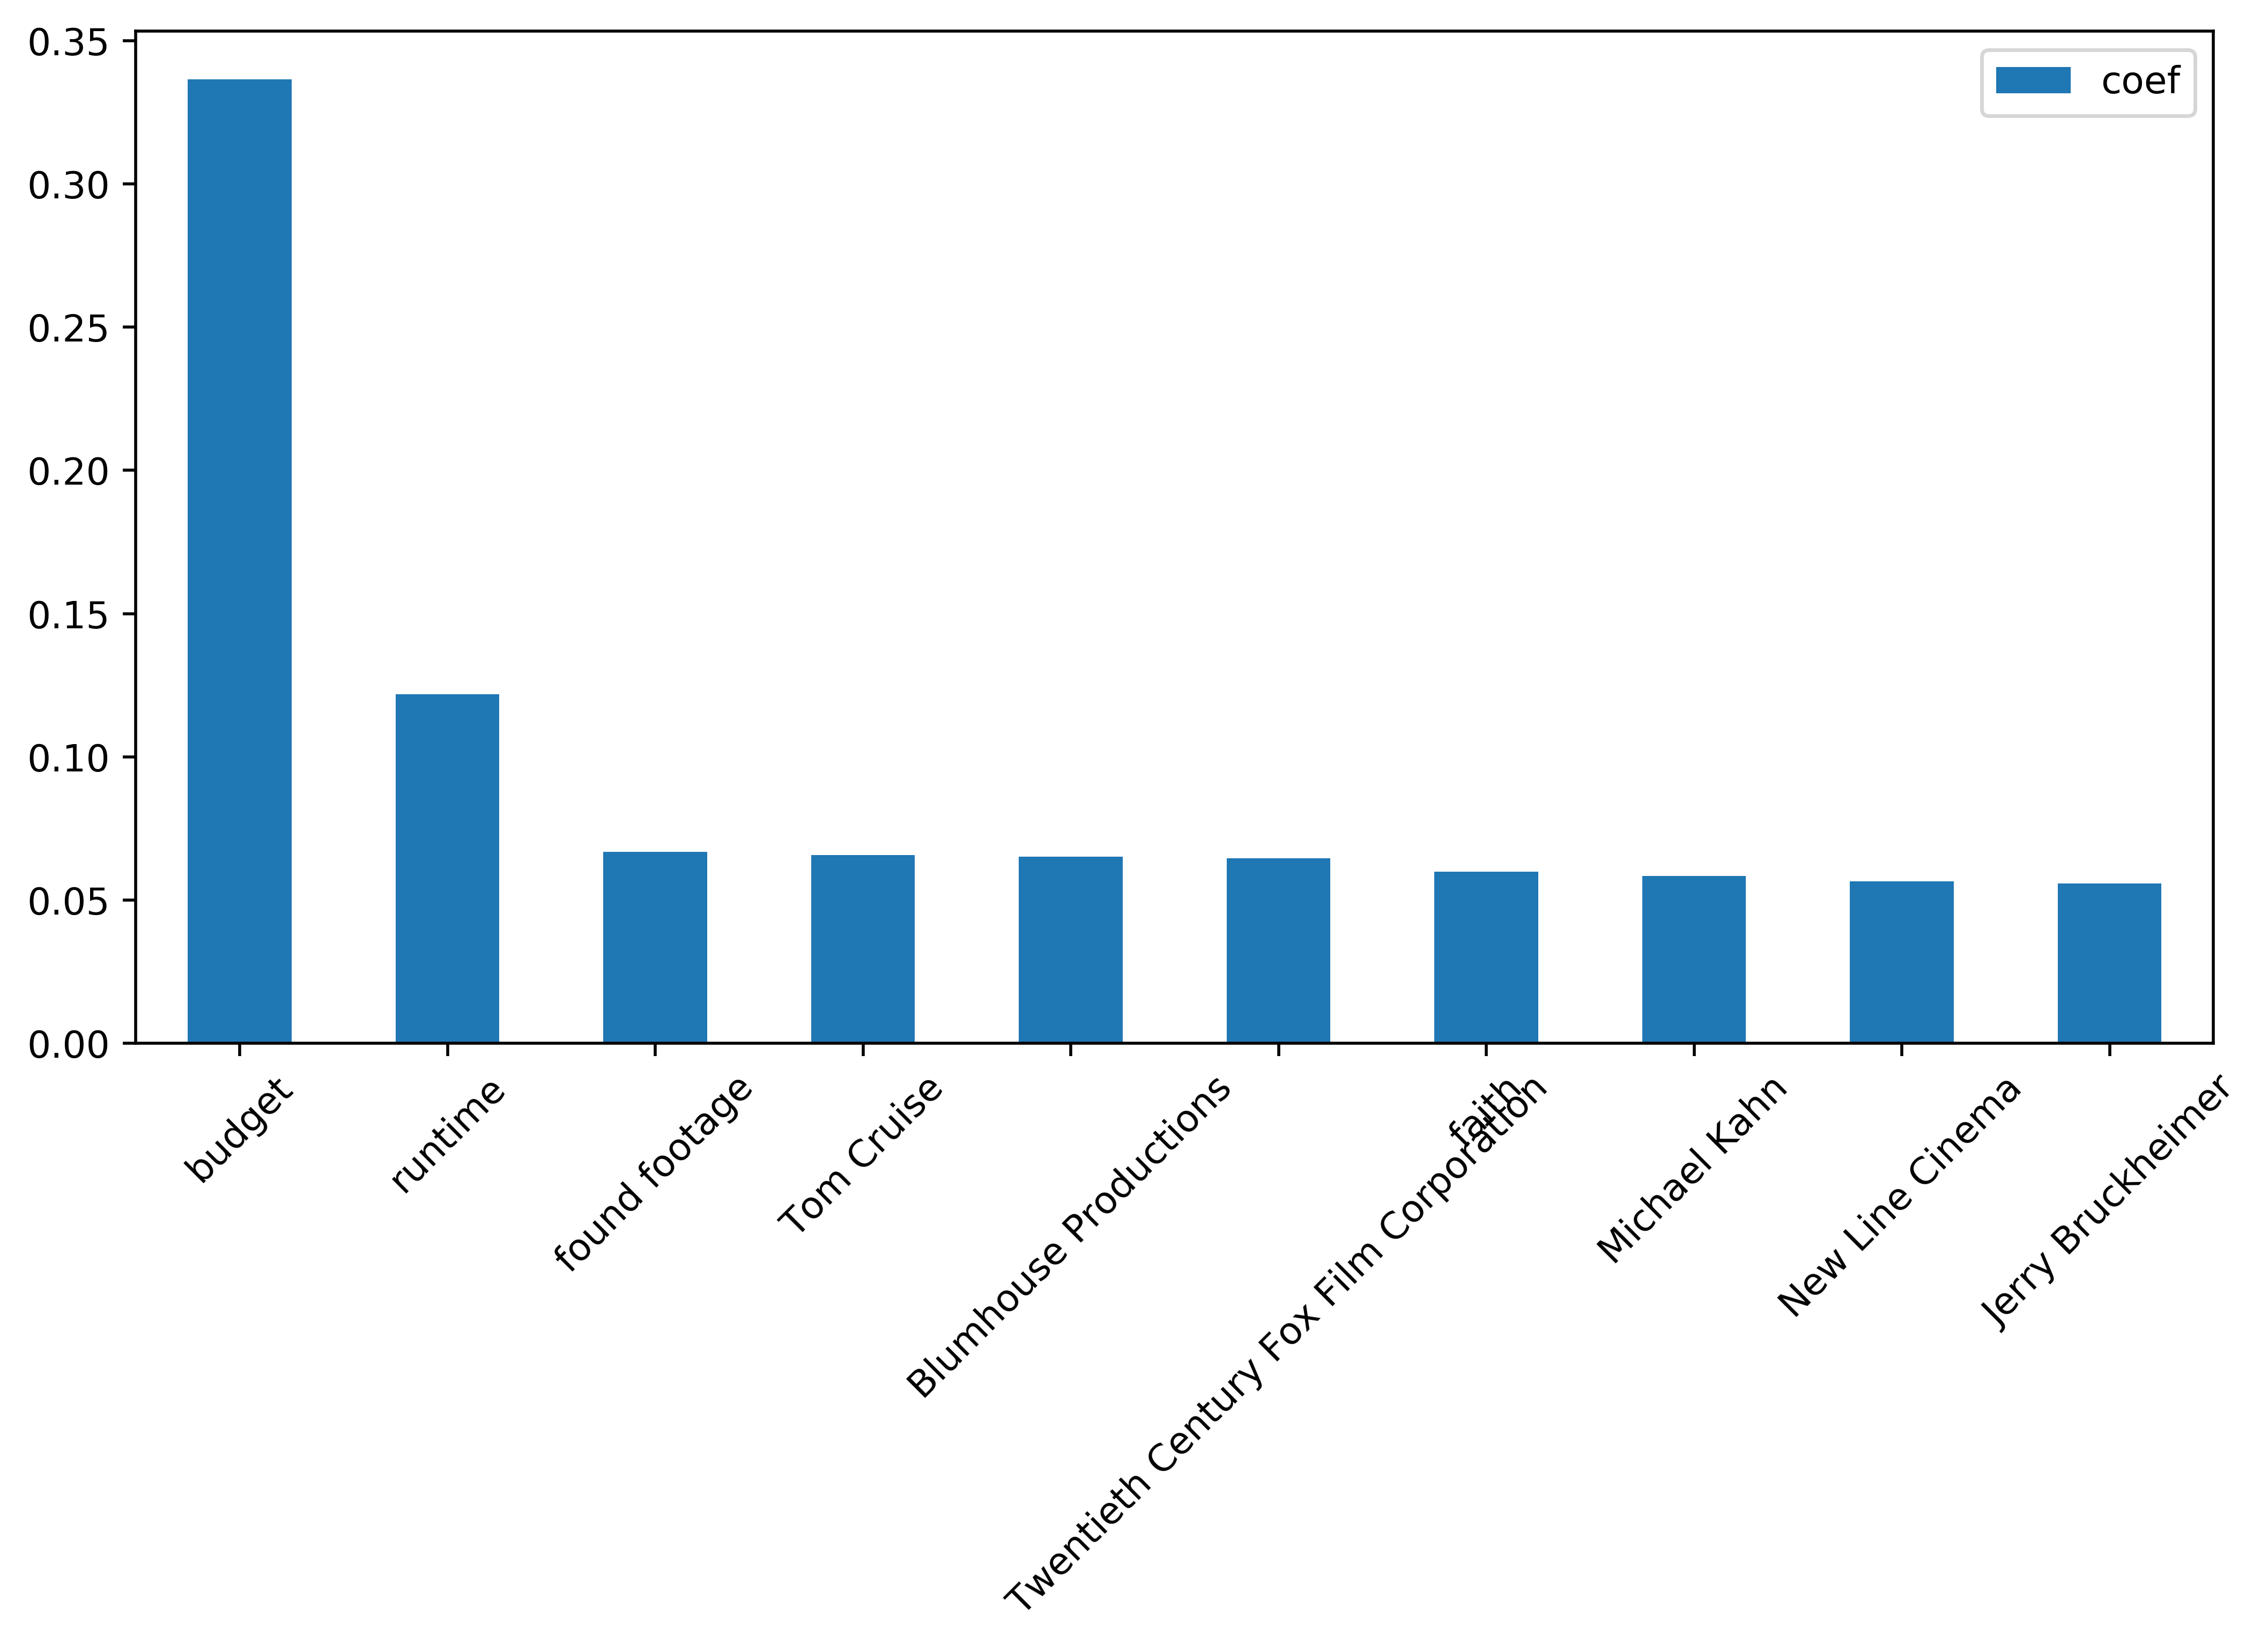 0.35
0.30
0.25
0.20
0.15
0.10
0.05
0.00
coef
budget
runtime
found footage
Tom Cruise
Blumhouse Productions
Twentieth Century Fox Film Corporation
faith
Michael Kahn
New Line Cinema
Jerry Bruckheimer